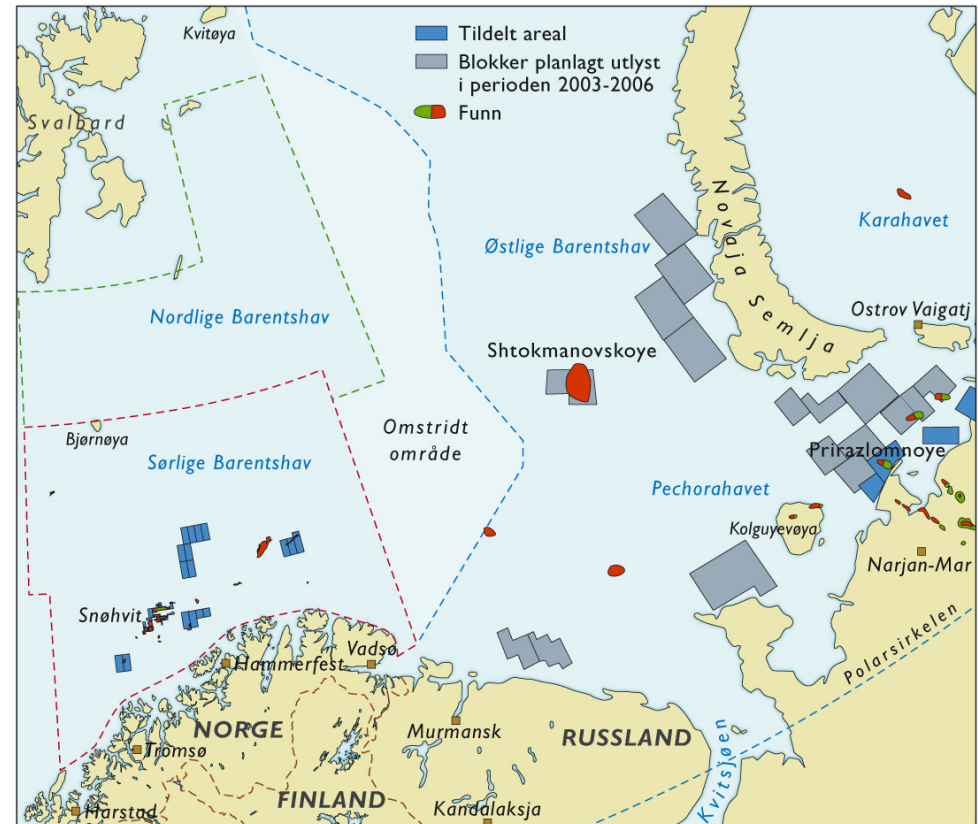 Kvitøya
Tildelt areal
Blokker planlagt utlyst
i perioden 2003-2006
Funn
Svalbard
Novaja Semlja
Karahavet
Østlige Barentshav
Nordlige Barentshav
Ostrov Vaigatj
Shtokmanovskoye
Bjørnøya
Omstridt
område
Sørlige Barentshav
Prirazlomnoye
Pechorahavet
Kolguyevøya
Narjan-Mar
Snøhvit
Vadsø
Hammerfest
Polarsirkelen
NORGE
Murmansk
RUSSLAND
Tromsø
Kvitsjøen
FINLAND
Harstad
Kandalaksja